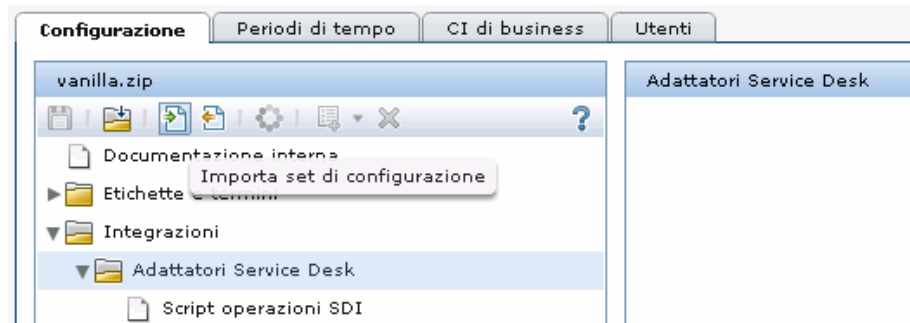 Configurazione Periodi di tempo CI di business Utenti
vanilla.zip Adattatori Service Desk
?
Documentazione interna
Importa set di configurazione
Etichette e termini
Integrazioni
Adattatori Service Desk
Script operazioni SDI